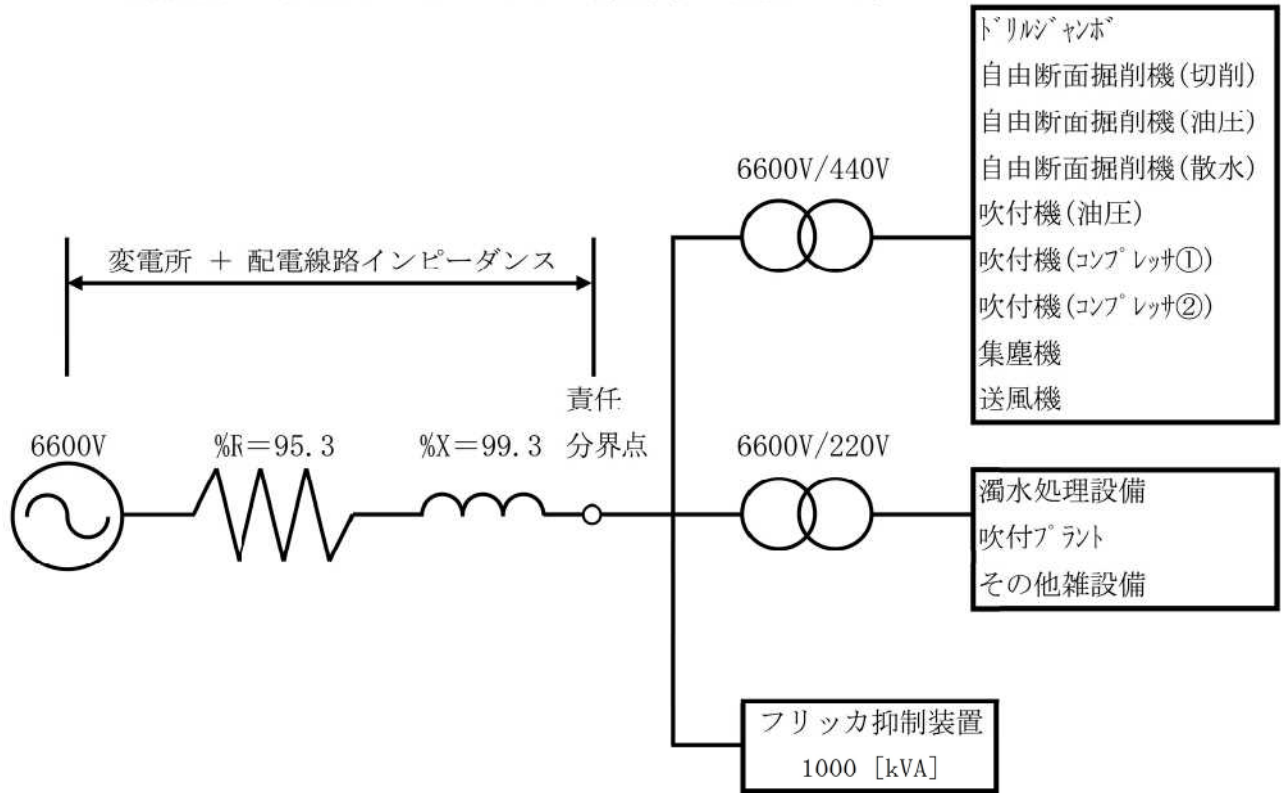 ﾄﾞﾘﾙｼﾞｬﾝﾎﾞ
自由断面掘削機(切削)
自由断面掘削機(油圧)
自由断面掘削機(散水)
吹付機(油圧)
吹付機(ｺﾝﾌﾟﾚｯｻ①)
吹付機(ｺﾝﾌﾟﾚｯｻ②)
集塵機
送風機
6600V/440V
変電所 + 配電線路インピーダンス
責任
分界点
6600V
%R＝95.3
%X＝99.3
6600V/220V
濁水処理設備
吹付ﾌﾟﾗﾝﾄ
その他雑設備
フリッカ抑制装置
1000 [kVA]